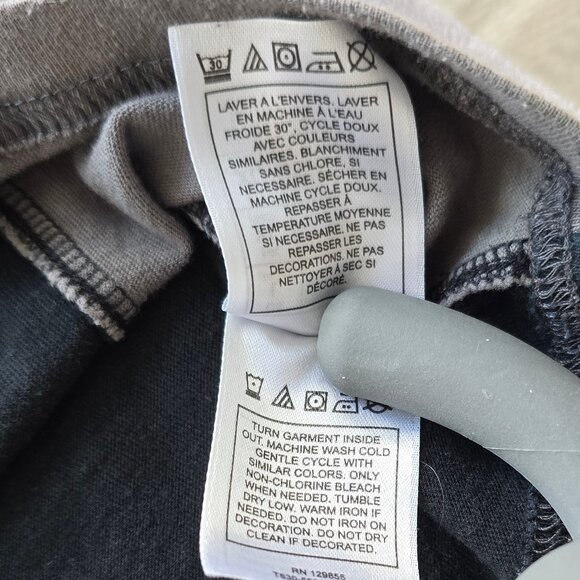 30
LAVER A L'ENVERS. LAVER
EN MACHINE À L'EAU
FROIDE 30°, CYCLE DOUX
AVEC COULEURS
SIMILAIRES. BLANCHIMENT
SANS CHLORE, SI
NECESSAIRE. SÉCHER EN
MACHINE CYCLE DOUX.
REPASSER À
TEMPERATURE MOYENNE
SI NECESSAIRE. NE PAS
REPASSER LES
DECORATIONS. NE PAS
NETTOYER À SEC SI
DÉCORÉ.
TURN GARMENT INSIDE
OUT. MACHINE WASH COLD
GENTLE CYCLE WITH
SIMILAR COLORS. ONLY
NON-CHLORINE BLEACH
WHEN NEEDED. TUMBLE
DRY LOW. WARM IRON IF
NEEDED. DO NOT IRON ON
DECORATION. DO NOT DRY
CLEAN IF DECORATED.
RN 129855